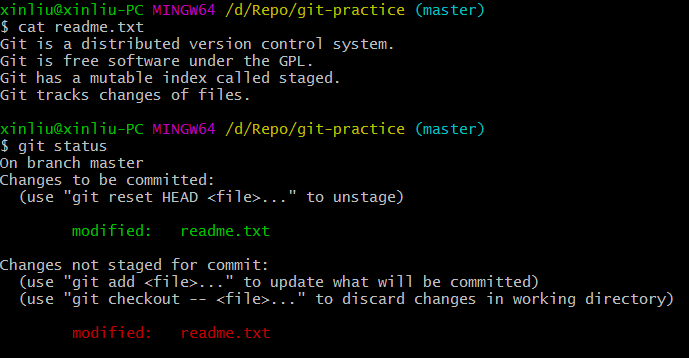 xinliu@xinliu-PC MINGW64 /d/Repo/git-practice (master)
$ cat readme.txt
Git is a distributed version control system.
Git is free software under the GPL.
Git has a mutable index called staged.
Git tracks changes of files.
xinliu@xinliu-PC MINGW64 /d/Repo/git-practice (master)
$ git status
On branch master
Changes to be committed:
  (use "git reset HEAD <file>..." to unstage)
        modified:   readme.txt
Changes not staged for commit:
  (use "git add <file>..." to update what will be committed)
  (use "git checkout -- <file>..." to discard changes in working directory)
        modified:   readme.txt